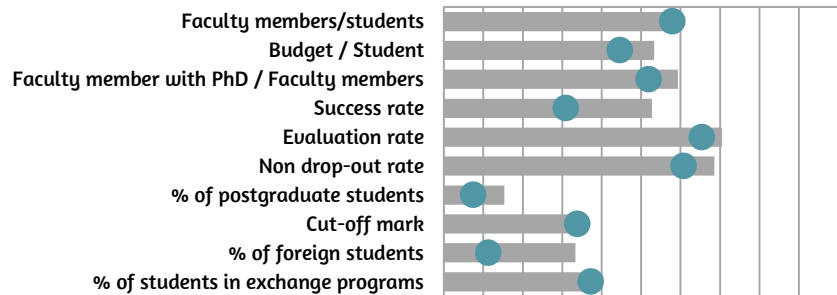 Faculty members/students
Budget / Student
Faculty member with PhD / Faculty members
Success rate
Evaluation rate
Non drop-out rate
% of postgraduate students
Cut-off mark
% of foreign students
% of students in exchange programs